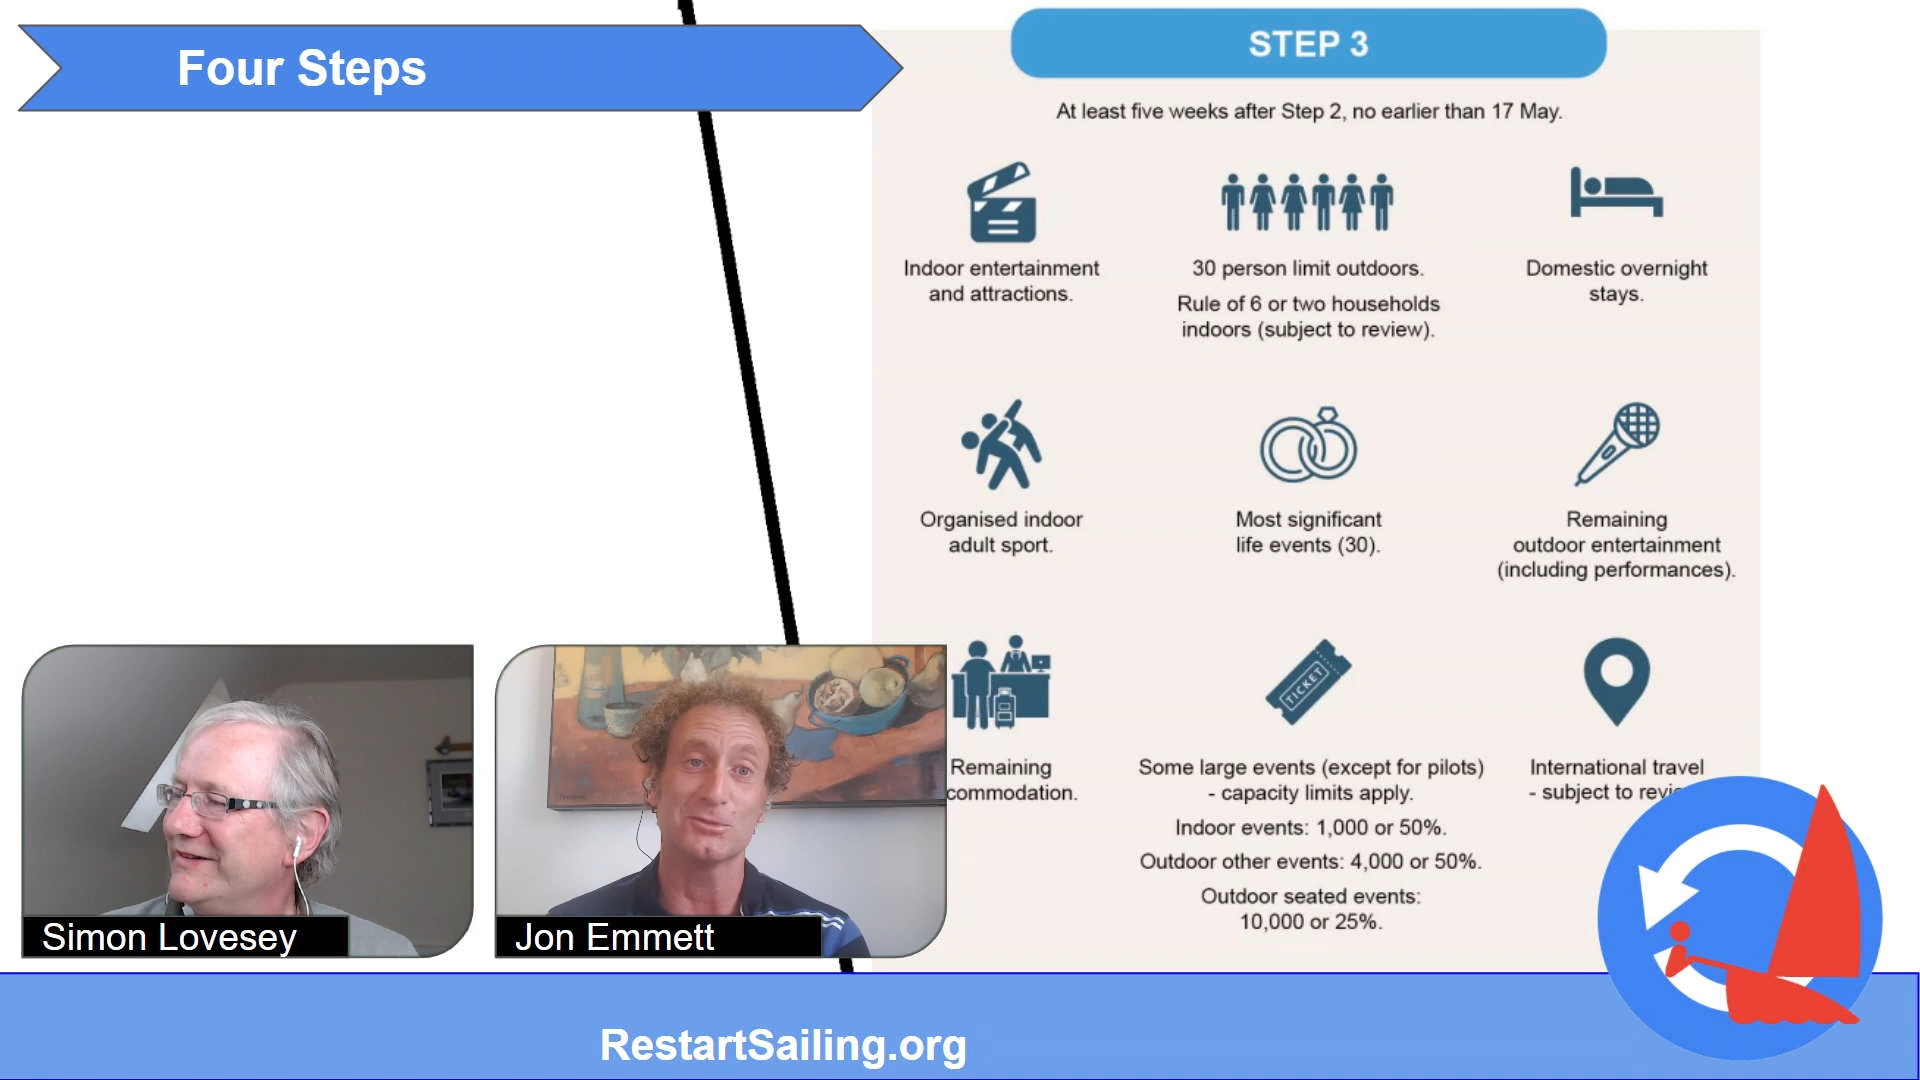 Four Steps
STEP 3
At least five weeks after Step 2, no earlier than 17 May.
Indoor entertainment
and attractions.
30 person limit outdoors.
Rule of 6 or two households
indoors (subject to review).
Domestic overnight
stays.
Organised indoor
adult sport.
Most significant
life events (30).
Remaining
outdoor entertainment
(including performances).
TICKET
Remaining
commodation.
Some large events (except for pilots)
- capacity limits apply.
Indoor events: 1,000 or 50%.
Outdoor other events: 4,000 or 50%.
Outdoor seated events:
10,000 or 25%.
International travel
- subject to revie
Simon Lovesey
Jon Emmett
RestartSailing.org